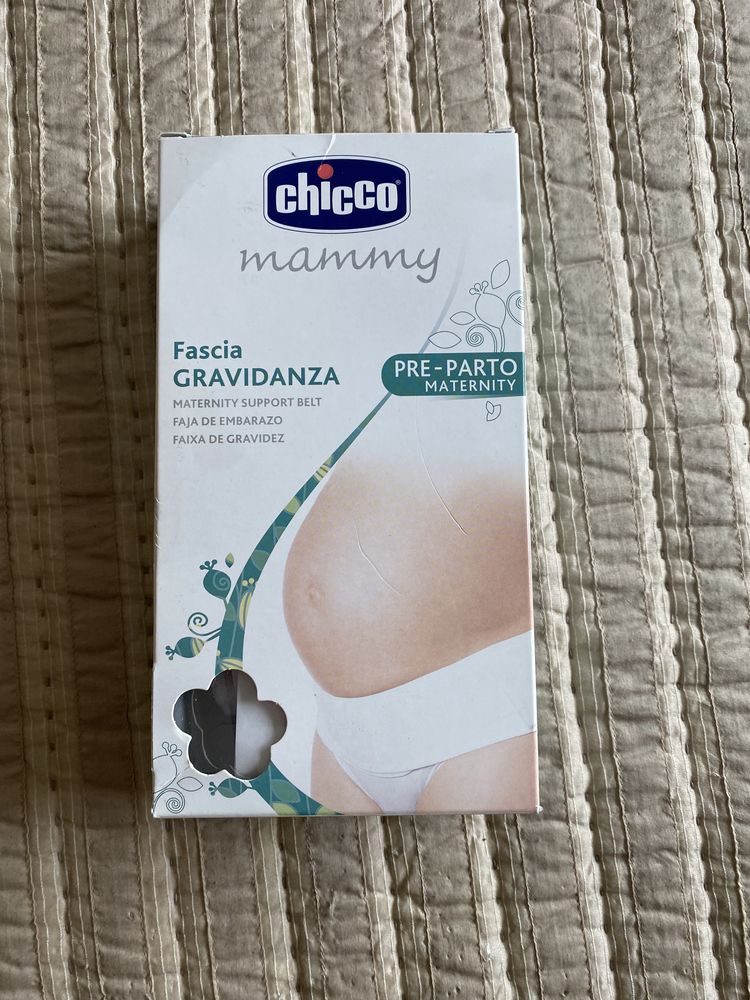 chicco
mammy
Fascia
GRAVIDANZA
MATERNITY SUPPORT BELT
FAJA DE EMBARAZO
FAIXA DE GRAVIDEZ
PRE-PARTO
MATERNITY